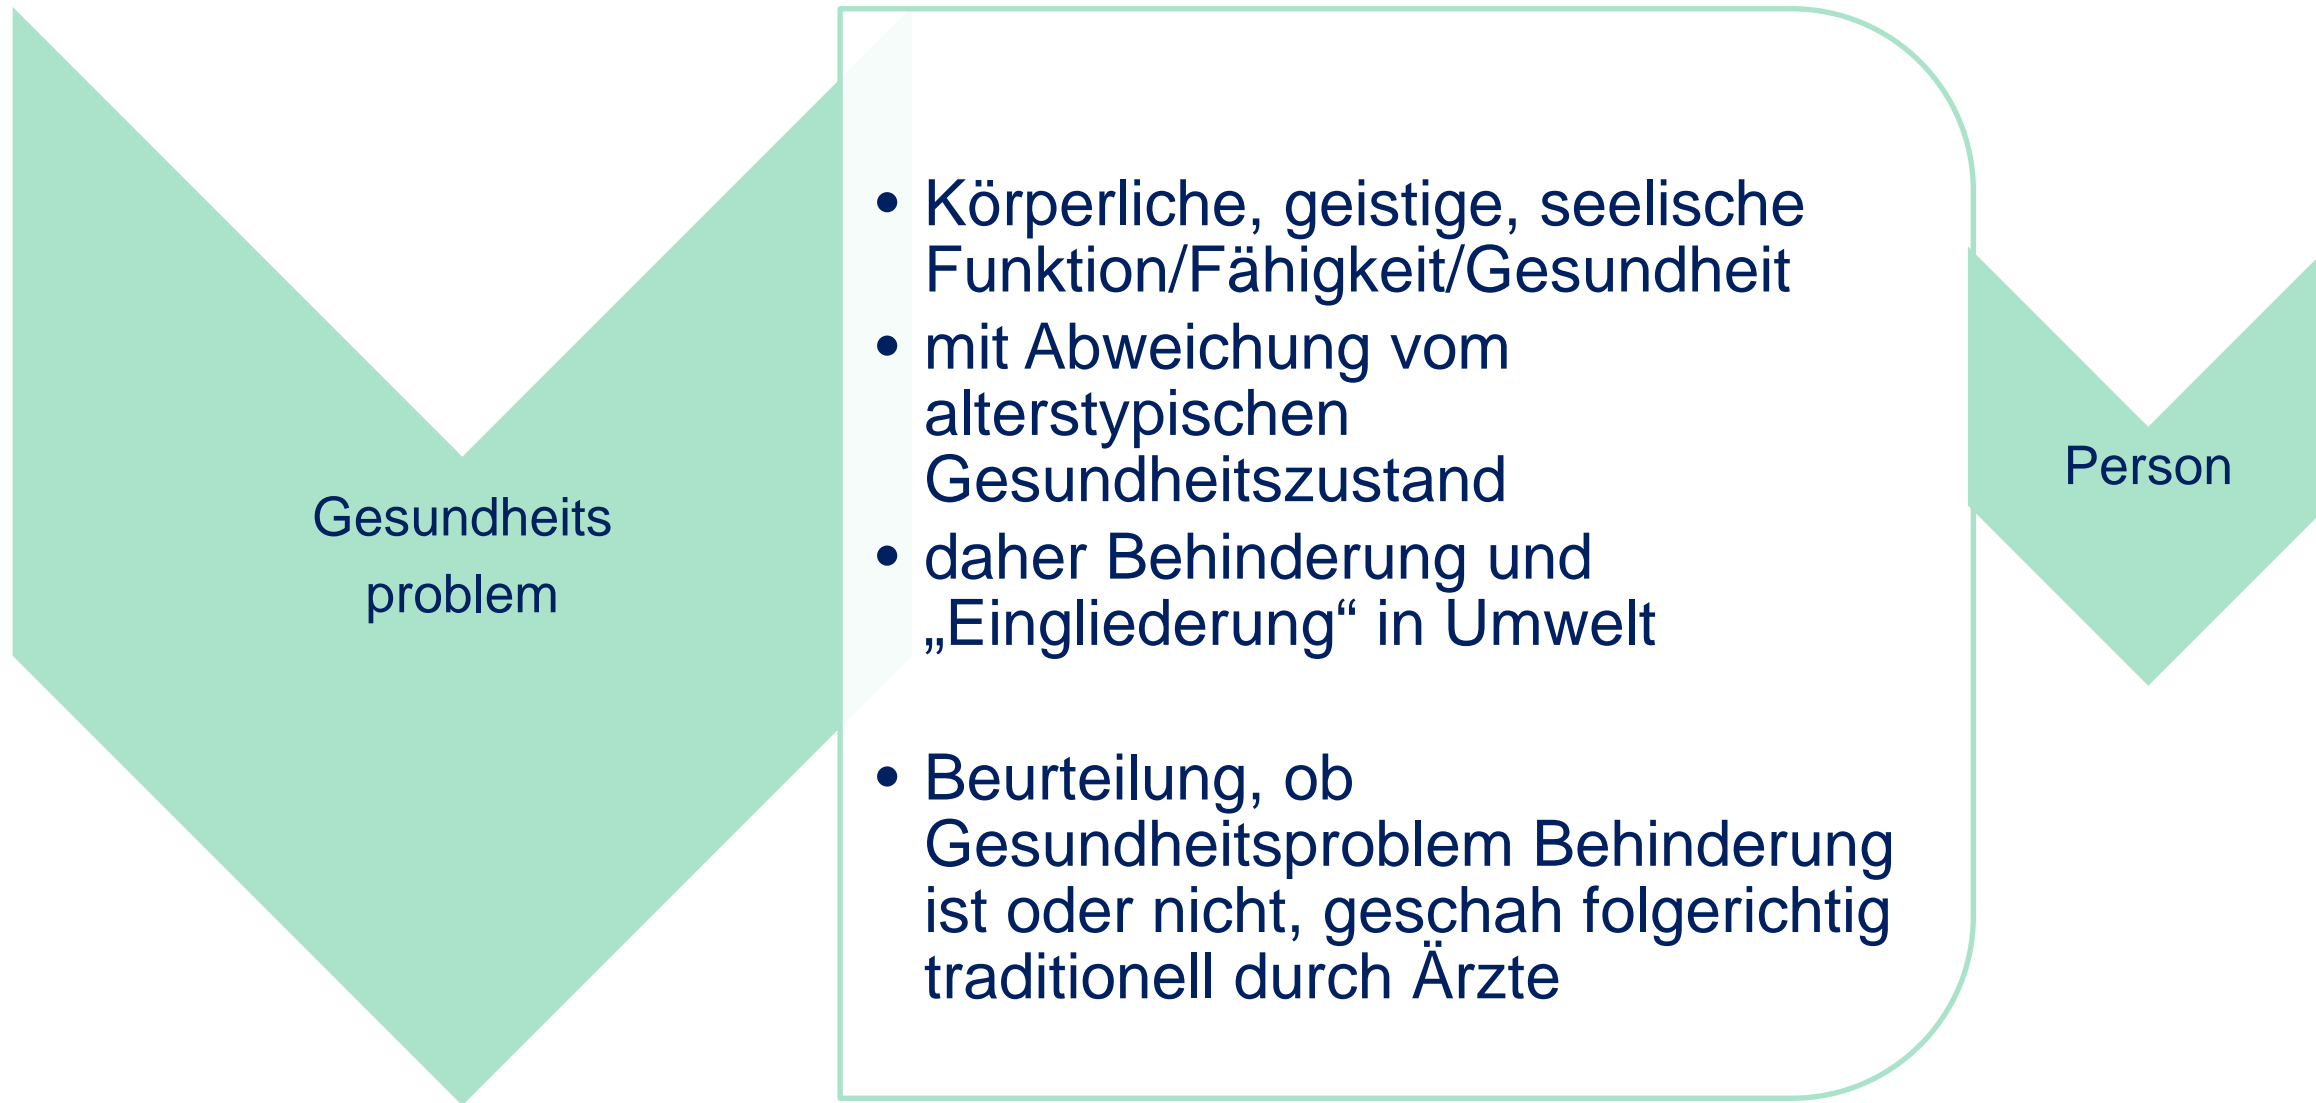 Gesundheits
problem
• Körperliche, geistige, seelische
Funktion/Fähigkeit/Gesundheit
• mit Abweichung vom
alterstypischen
Gesundheitszustand
• daher Behinderung und
„Eingliederung“ in Umwelt
• Beurteilung, ob
Gesundheitsproblem Behinderung
ist oder nicht, geschah folgerichtig
traditionell durch Ärzte
Person